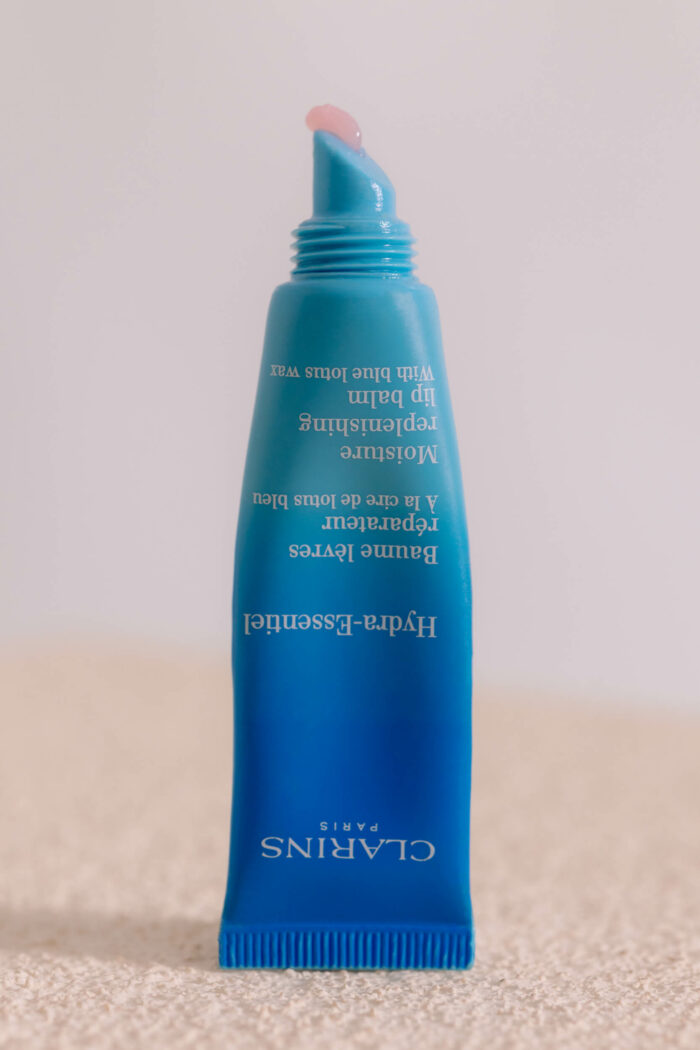 CLARINS
PARIS
Hydra-Essentiel
Baume lèvres
réparateur
À la cire de lotus bleu
Moisture
replenishing
lip balm
With blue lotus wax